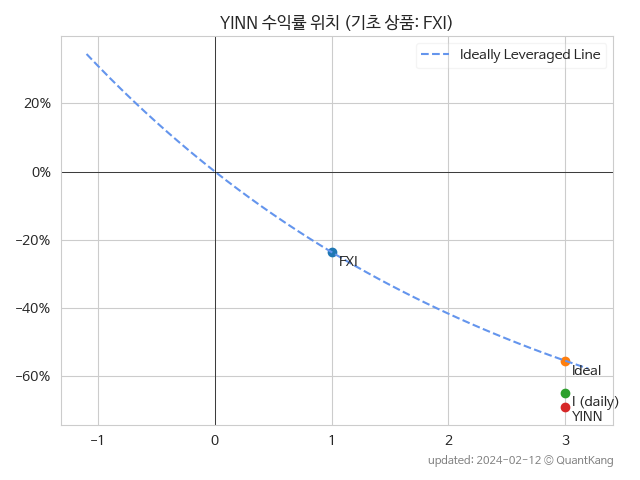 YINN 수익률 위치 (기초 상품: FXI)
Ideally Leveraged Line
20%
0%
−20%
−40%
−60%
FXI
Ideal
I (daily)
YINN
−1
0
1
2
3
updated: 2024−02−12 © QuantKang